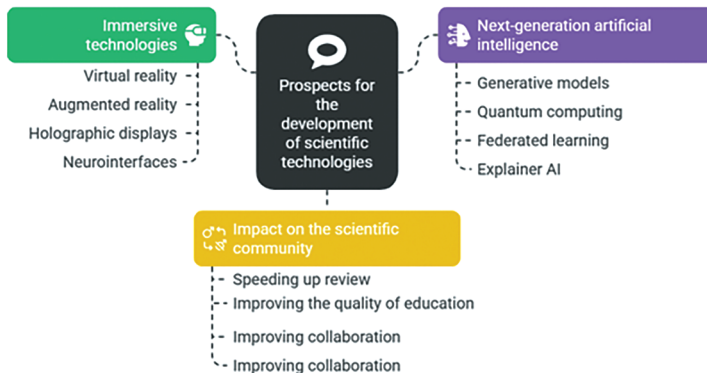 Immersive
technologies
Virtual reality
Augmented reality
Holographic displays
Neurointerfaces
Prospects for
the
development
of scientific
technologies
Next-generation artificial
intelligence
Generative models
Quantum computing
Federated learning
Explainer AI
Impact on the scientific
community
Speeding up review
Improving the quality of education
Improving collaboration
Improving collaboration